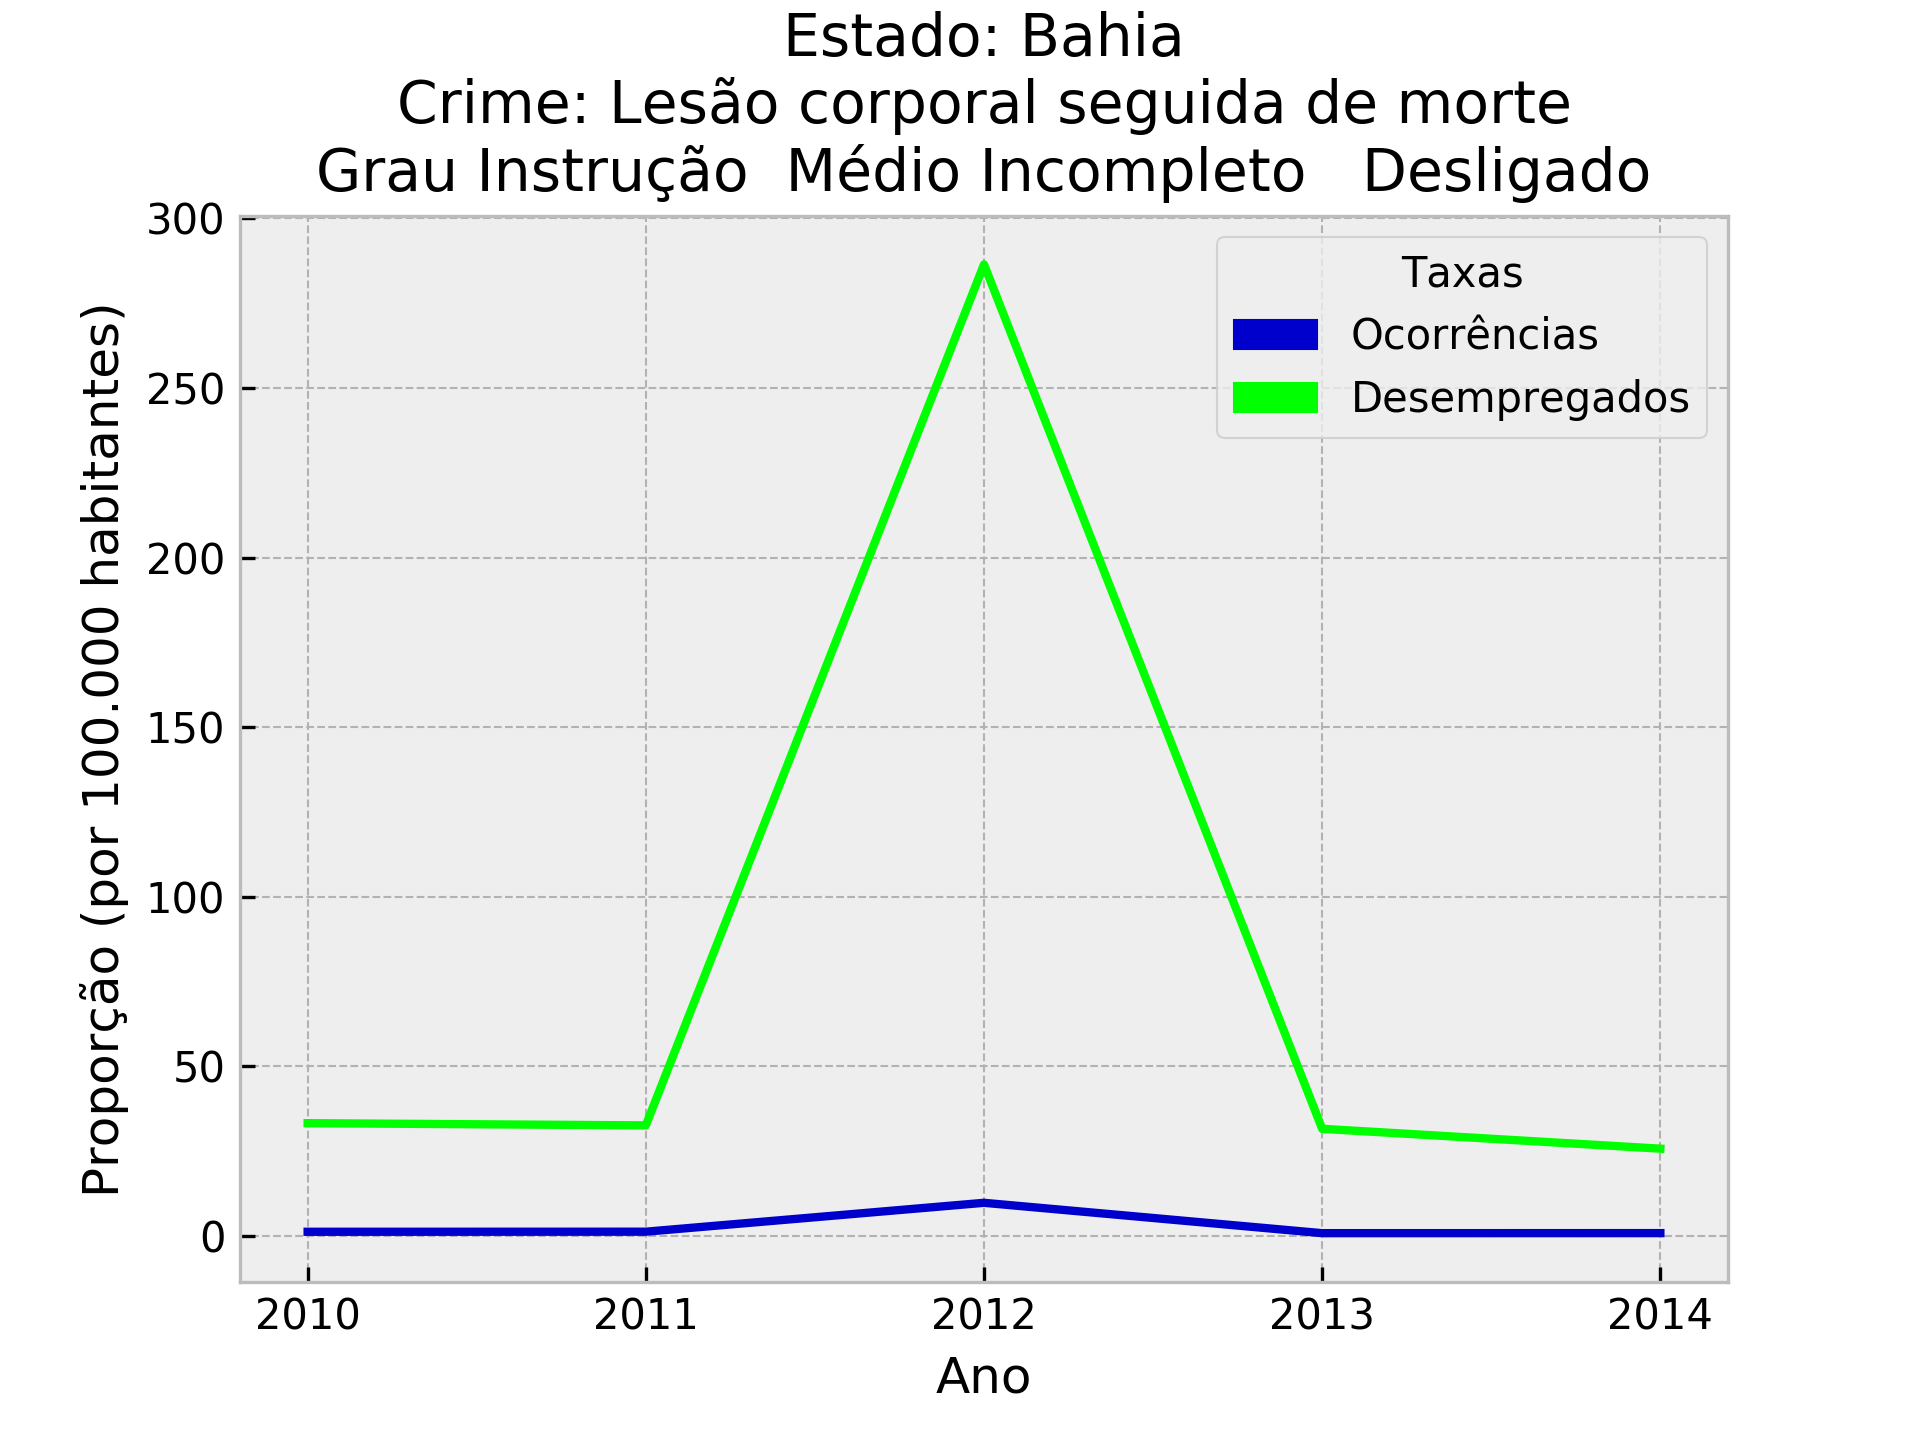 Estado: Bahia
Crime: Lesão corporal seguida de morte
Grau Instrução  Médio Incompleto   Desligado
Proporção (por 100.000 habitantes)
300
250
200
150
100
50
0
Taxas
Ocorrências
Desempregados
2010 2011 2012 2013 2014
Ano